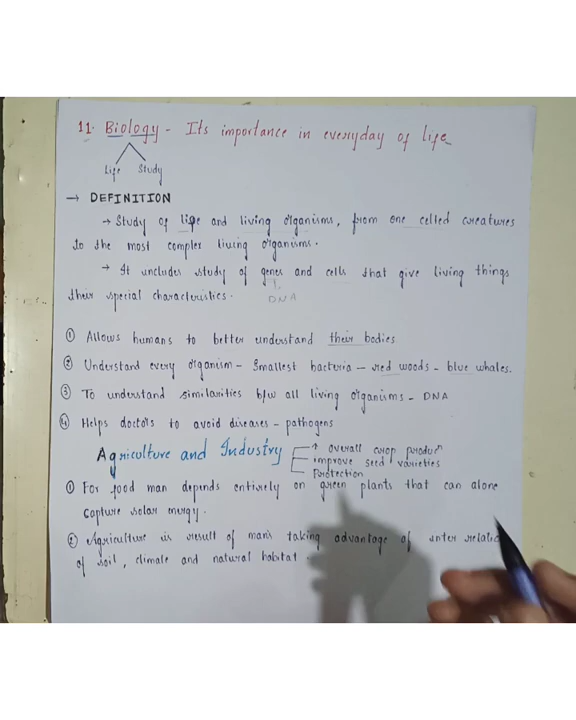 11. Biology - Its importance in everyday of life
Life Study
→ DEFINITION
→ Study of life and living organisms, from one celled creatures
to the most complex living organisms.
→ It includes study of genes and cells that give living things
their special characteristics.
DNA
① Allows humans to better understand their bodies
② Understand every organism - Smallest bacteria - red woods - blue whales.
③ To understand similarities b/w all living organisms - DNA
④ Helps doctors to avoid diseases - pathogens
Agriculture and Industry
↑ overall crop producn
improve seed varieties
Protection
① For food man depends entirely on green plants that can alone
capture solar energy.
② Agriculture is result of man's taking advantage of inter
of soil, climate and natural habitat.